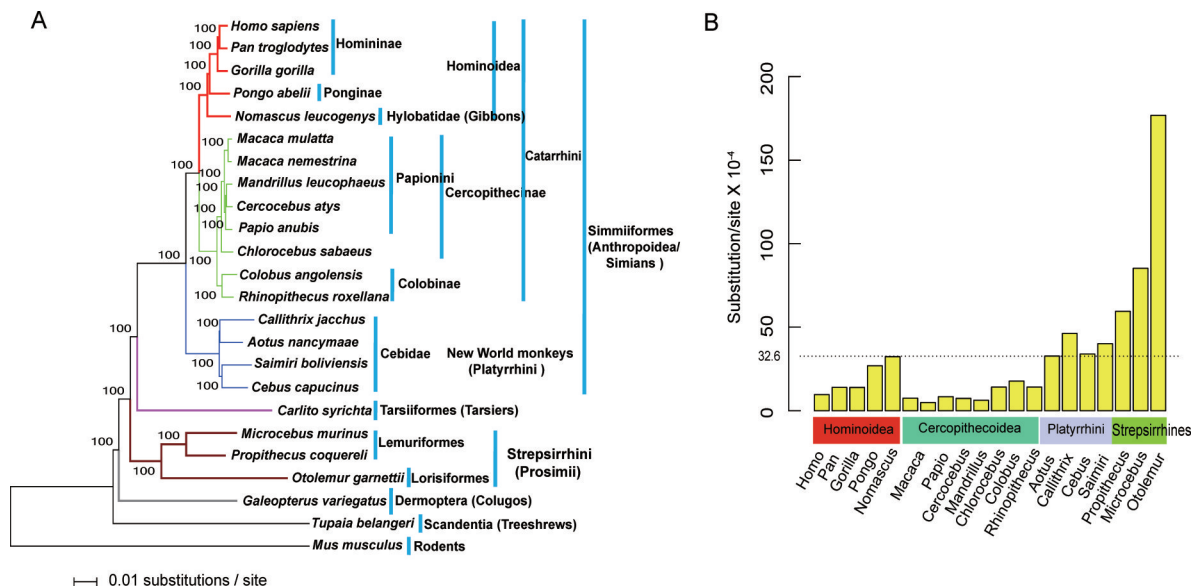 A
100
Homo sapiens
100
Pan troglodytes
Homininae
100
Gorilla gorilla
Hominoidea
100
Pongo abelii
Ponginae
Nomascus leucogenys
Hylobatidae (Gibbons)
100
Macaca mulatta
100
100
Macaca nemestrina
Catarrhini
100
Mandrillus leucophaeus
Papionini
Cercopithecinae
100
Cercocebus atys
100
Papio anubis
Simmiiformes
(Anthropoidea/
Simians )
100
100
Chlorocebus sabaeus
Colobus angolensis
Colobinae
100
Rhinopithecus roxellana
100
Callithrix jacchus
100
Aotus nancymaae
Cebidae
New World monkeys
(Platyrrhini )
100
Saimiri boliviensis
100
Cebus capucinus
100
Carlito syrichta
Tarsiiformes (Tarsiers)
100
Microcebus murinus
Lemuriformes
Propithecus coquereli
Strepsirrhini
(Prosimii)
100
Otolemur garnettii
Lorisiformes
Galeopterus variegatus
Dermoptera (Colugos)
Tupaia belangeri
Scandentia (Treeshrews)
Mus musculus
Rodents
0.01 substitutions / site
B
Substitution/site X 10-4
200
150
100
50
32.6
0
Hominoidea
Cercopithecoidea
Platyrrhini
Strepsirrhines
Homo
Pan
Gorilla
Pongo
Nomascus
Macaca
Papio
Cercocebus
Mandrillus
Chlorocebus
Colobus
Rhinopithecus
Aotus
Callithrix
Cebus
Saimiri
Propithecus
Microcebus
Otolemur